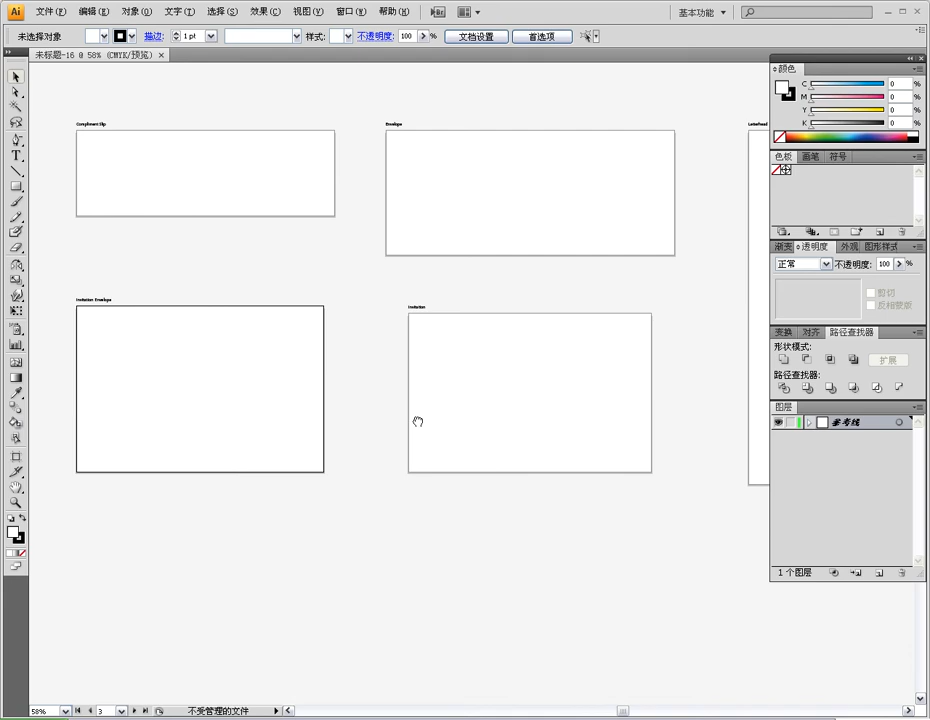 Ai 文件(F) 编辑(E) 对象(O) 文字(T) 选择(S) 效果(C) 视图(V) 窗口(W) 帮助(H) Br 基本功能
未选择对象 描边: 1 pt 样式: 不透明度: 100 % 文档设置 首选项
未标题-16 @ 58% (CMYK/预览) ×
颜色
C 0 %
M 0 %
Y 0 %
K 0 %
Compliment Slip
Envelope
Letterhead
色板 画笔 符号
渐变 透明度 外观 图形样式
正常 不透明度: 100 %
剪切
反相蒙版
Invitation Envelope
Invitation
变换 对齐 路径查找器
形状模式:
扩展
路径查找器:
图层
参考线
1 个图层
58% 3 不受管理的文件